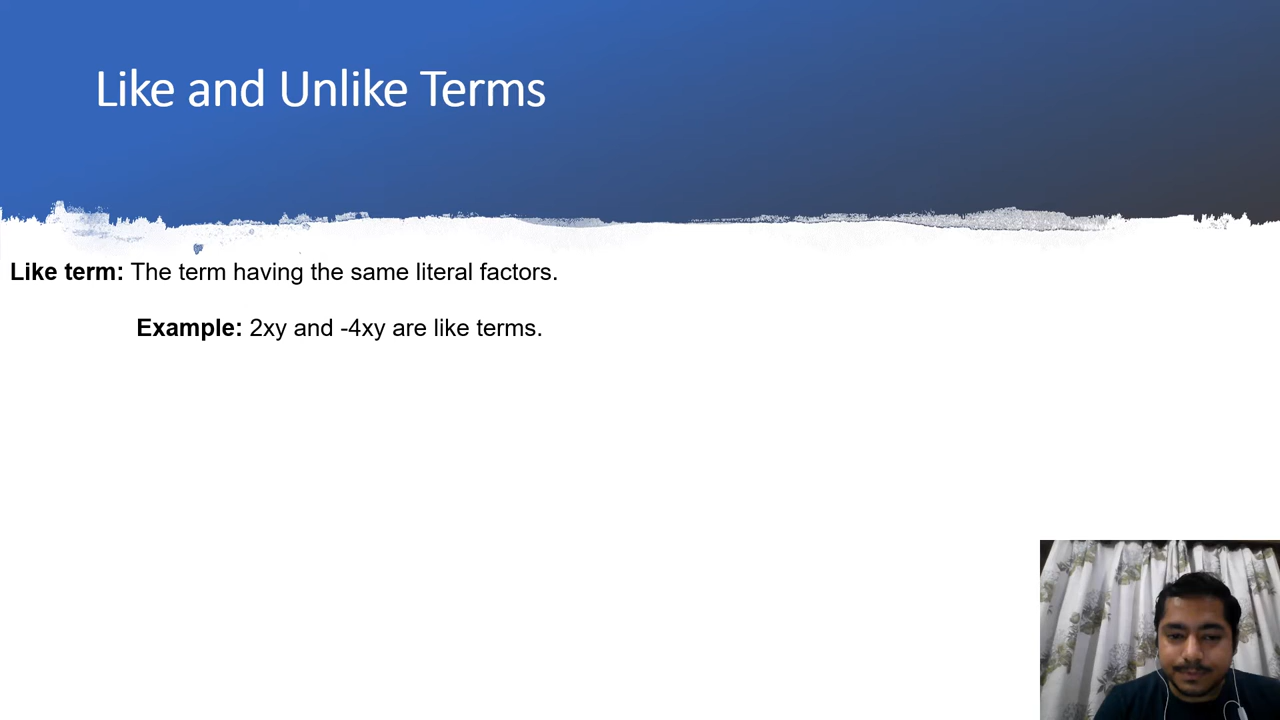 Like and Unlike Terms
Like term: The term having the same literal factors.
Example: 2xy and -4xy are like terms.